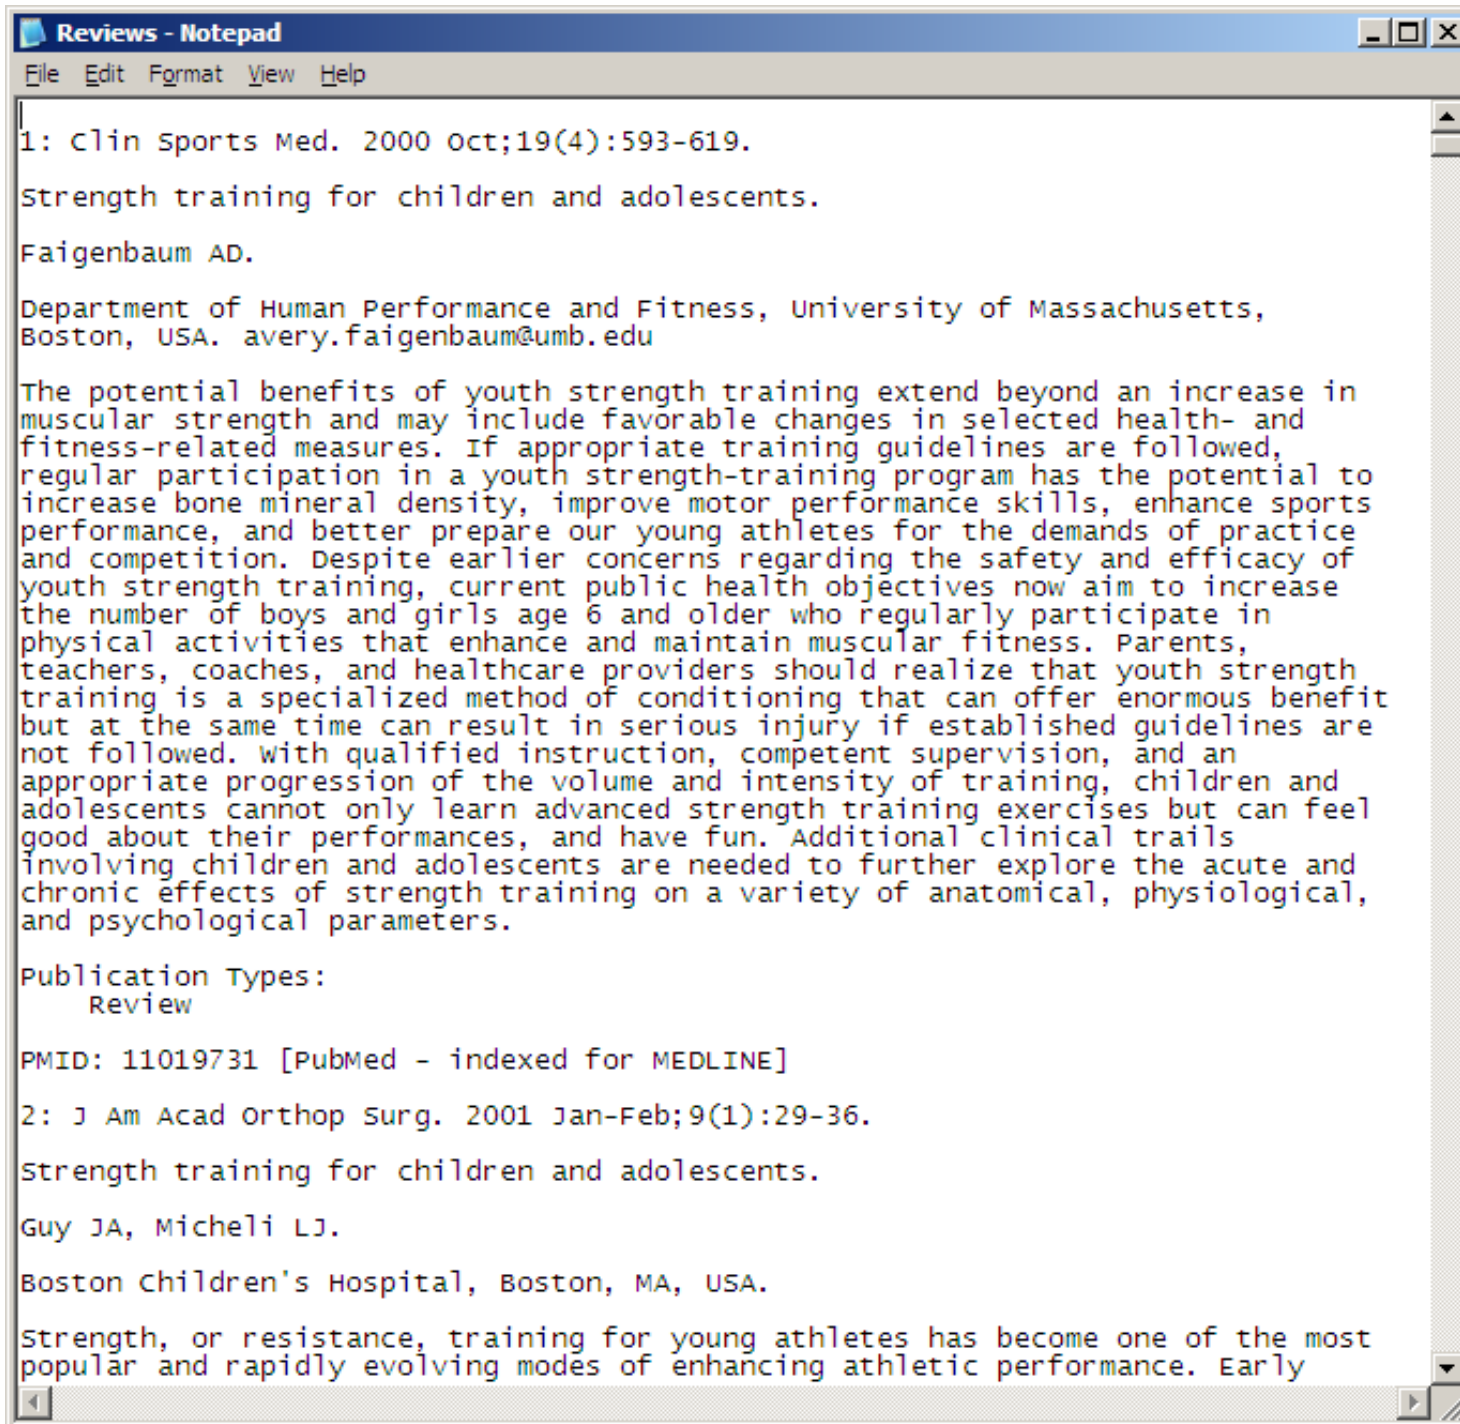 Reviews - Notepad
File Edit Format View Help
1: Clin Sports Med. 2000 Oct;19(4):593-619.
Strength training for children and adolescents.
Faigenbaum AD.
Department of Human Performance and Fitness, University of Massachusetts,
Boston, USA. avery.faigenbaum@umb.edu
The potential benefits of youth strength training extend beyond an increase in
muscular strength and may include favorable changes in selected health- and
fitness-related measures. If appropriate training guidelines are followed,
regular participation in a youth strength-training program has the potential to
increase bone mineral density, improve motor performance skills, enhance sports
performance, and better prepare our young athletes for the demands of practice
and competition. Despite earlier concerns regarding the safety and efficacy of
youth strength training, current public health objectives now aim to increase
the number of boys and girls age 6 and older who regularly participate in
physical activities that enhance and maintain muscular fitness. Parents,
teachers, coaches, and healthcare providers should realize that youth strength
training is a specialized method of conditioning that can offer enormous benefit
but at the same time can result in serious injury if established guidelines are
not followed. With qualified instruction, competent supervision, and an
appropriate progression of the volume and intensity of training, children and
adolescents cannot only learn advanced strength training exercises but can feel
good about their performances, and have fun. Additional clinical trails
involving children and adolescents are needed to further explore the acute and
chronic effects of strength training on a variety of anatomical, physiological,
and psychological parameters.
Publication Types:
Review
PMID: 11019731 [PubMed - indexed for MEDLINE]
2: J Am Acad Orthop Surg. 2001 Jan-Feb;9(1):29-36.
Strength training for children and adolescents.
Guy JA, Micheli LJ.
Boston Children's Hospital, Boston, MA, USA.
Strength, or resistance, training for young athletes has become one of the most
popular and rapidly evolving modes of enhancing athletic performance. Early